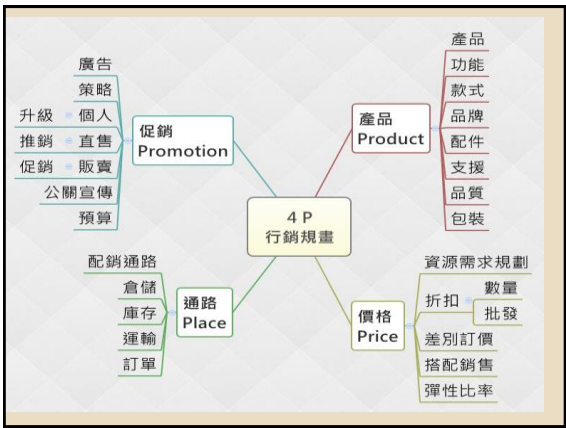 4 P
行銷規畫
促銷
Promotion
廣告
策略
個人
升級
直售
推銷
販賣
促銷
公關宣傳
預算
產品
Product
產品
功能
款式
品牌
配件
支援
品質
包裝
通路
Place
配銷通路
倉儲
庫存
運輸
訂單
價格
Price
資源需求規劃
折扣
數量
批發
差別訂價
搭配銷售
彈性比率